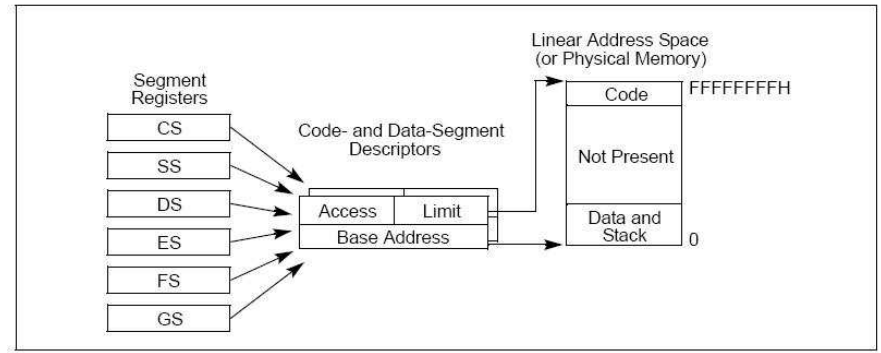 Linear Address Space
(or Physical Memory)
Segment
Registers
CS
SS
DS
ES
FS
GS
Code- and Data-Segment
Descriptors
Access
Limit
Base Address
Code
FFFFFFFFH
Not Present
Data and
Stack
0